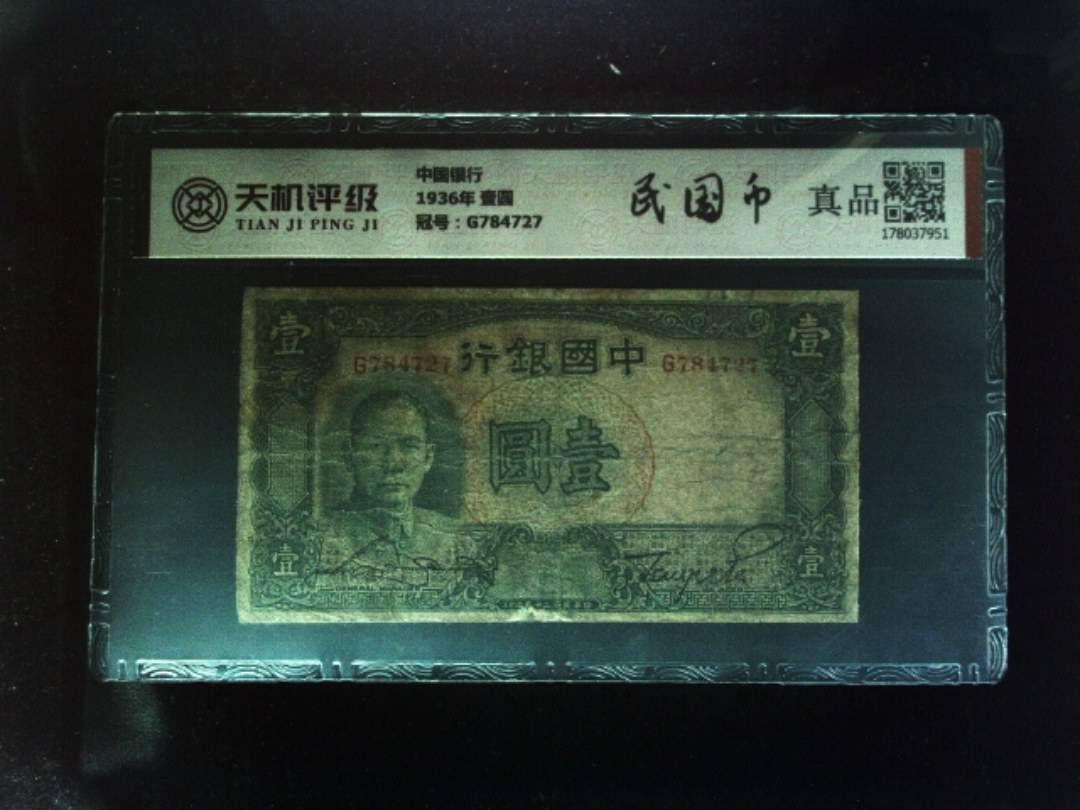 天机评级
TIAN JI PING JI
中国银行
1936年 壹圆
冠号：G784727
民国币
真品
178037951
壹
壹
G784727
行銀國中
G784727
圓壹
壹
壹